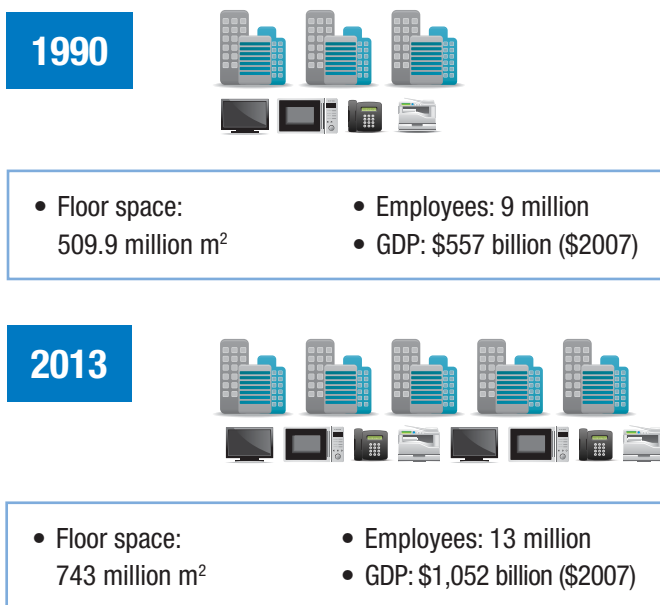 1990
• Floor space:
509.9 million m²
• Employees: 9 million
• GDP: $557 billion ($2007)
2013
• Floor space:
743 million m²
• Employees: 13 million
• GDP: $1,052 billion ($2007)